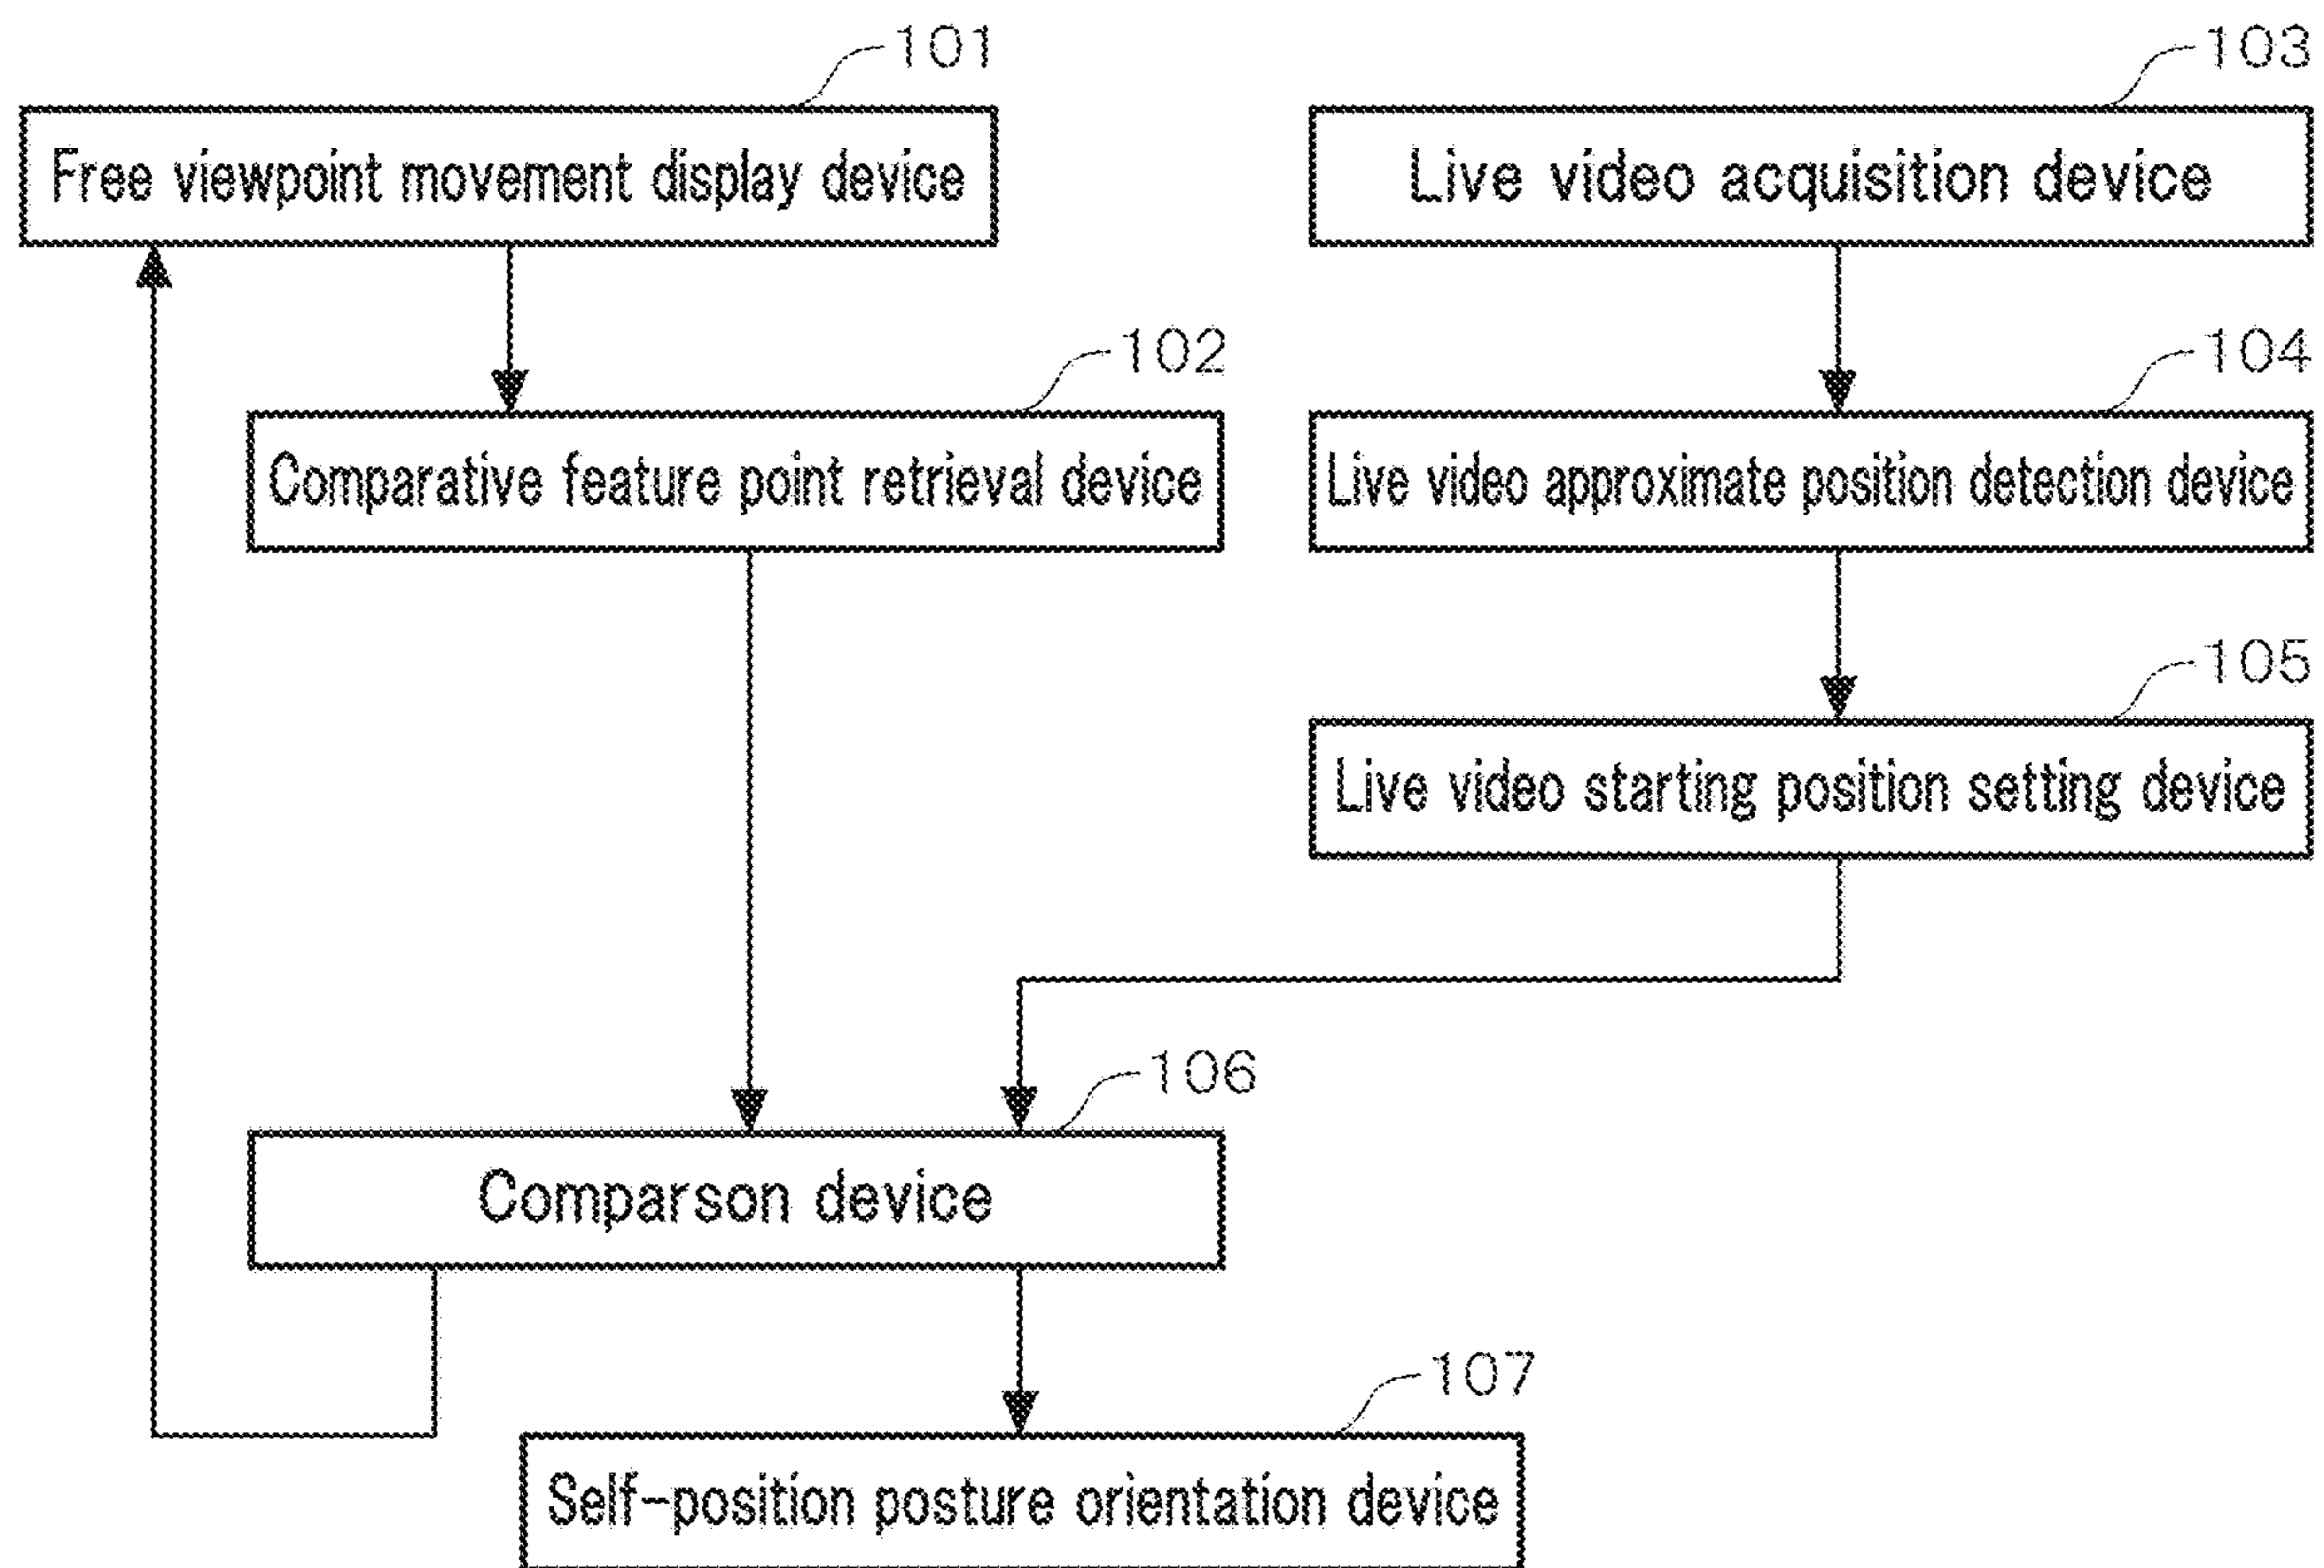 101
Free viewpoint movement display device
103
Live video acquisition device
102
Comparative feature point retrieval device
104
Live video approximate position detection device
105
Live video starting position setting device
106
Comparson device
107
Self-position posture orientation device